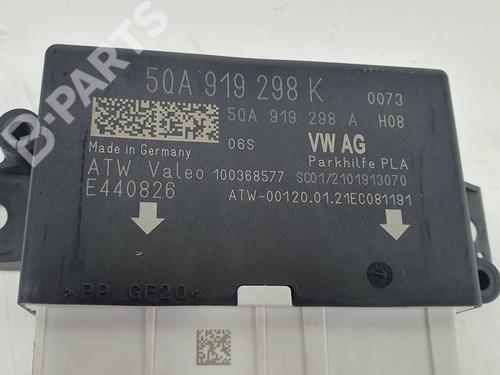 5QA 919 298 K 0073
5QA 919 298 A H08
Made in Germany 06S VW AG
Parkhilfe PLA
ATW Valeo 100368577 SC01/2101913070
E440826 ATW-00120.01.21EC081191
A
>PP GF20<
B-PARTS